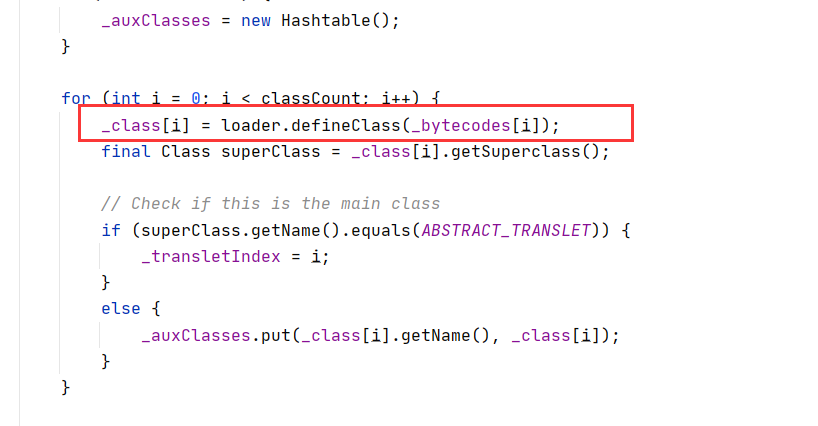 _auxClasses = new Hashtable();
}
for (int i = 0; i < classCount; i++) {
_class[i] = loader.defineClass(_bytecodes[i]);
final Class superClass = _class[i].getSuperclass();
// Check if this is the main class
if (superClass.getName().equals(ABSTRACT_TRANSLET)) {
_transletIndex = i;
}
else {
_auxClasses.put(_class[i].getName(), _class[i]);
}
}